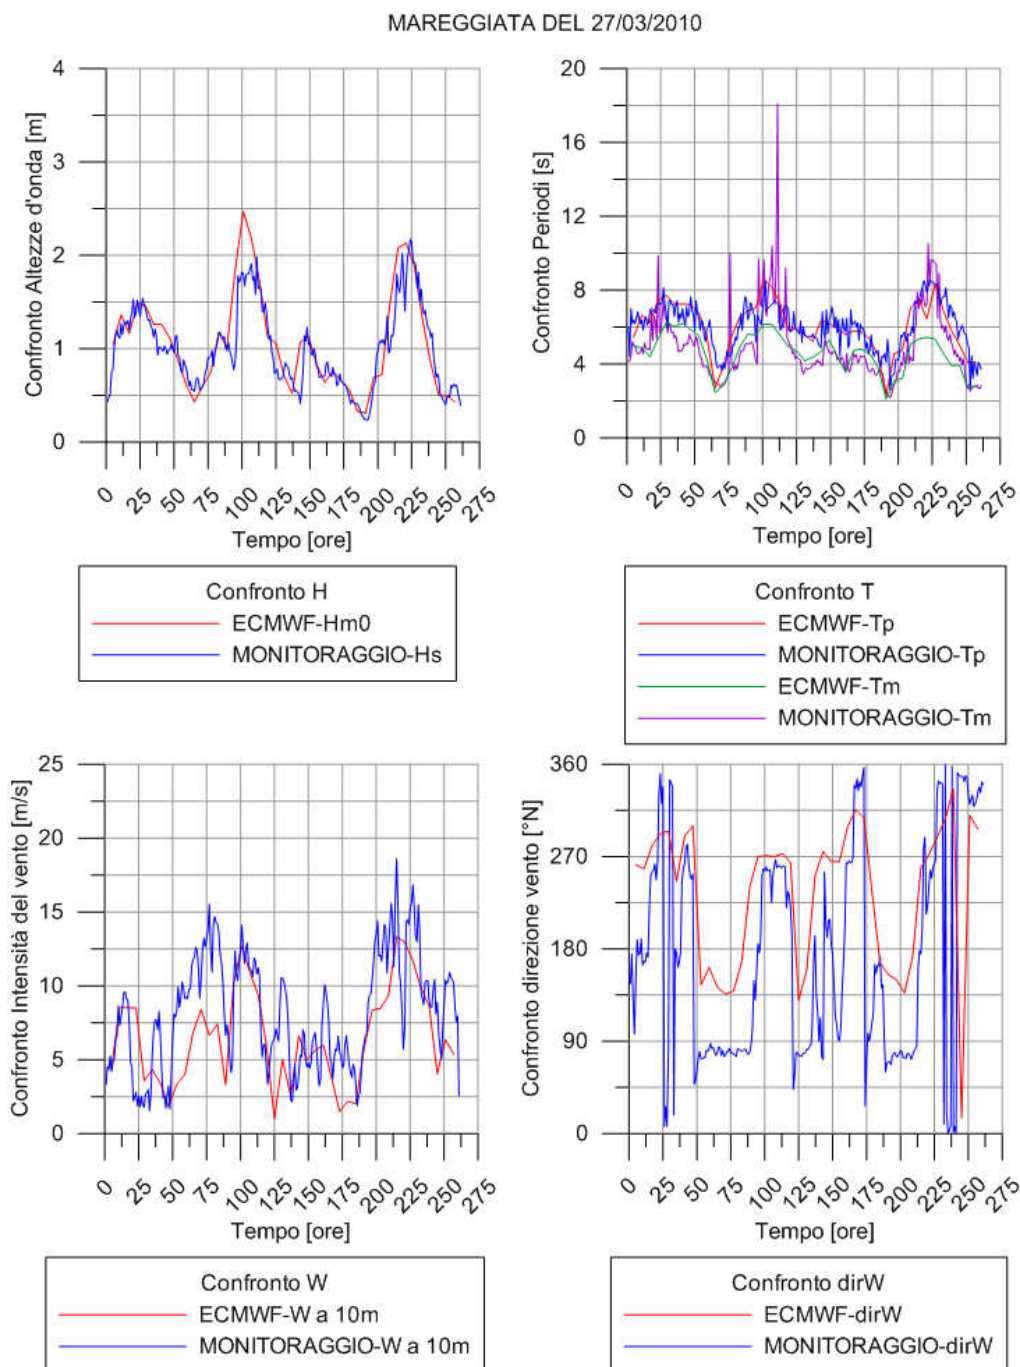 MAREGGIATA DEL 27/03/2010
Confronto Altezze d'onda [m]
4
3
2
1
0
0 25 50 75 100 125 150 175 200 225 250 275
Tempo [ore]
Confronto H
ECMWF-Hm0
MONITORAGGIO-Hs
Confronto Periodi [s]
20
16
12
8
4
0
0 25 50 75 100 125 150 175 200 225 250 275
Tempo [ore]
Confronto T
ECMWF-Tp
MONITORAGGIO-Tp
ECMWF-Tm
MONITORAGGIO-Tm
Confronto Intensità del vento [m/s]
25
20
15
10
5
0
0 25 50 75 100 125 150 175 200 225 250 275
Tempo [ore]
Confronto W
ECMWF-W a 10m
MONITORAGGIO-W a 10m
Confronto direzione vento [°N]
360
270
180
90
0
0 25 50 75 100 125 150 175 200 225 250 275
Tempo [ore]
Confronto dirW
ECMWF-dirW
MONITORAGGIO-dirW